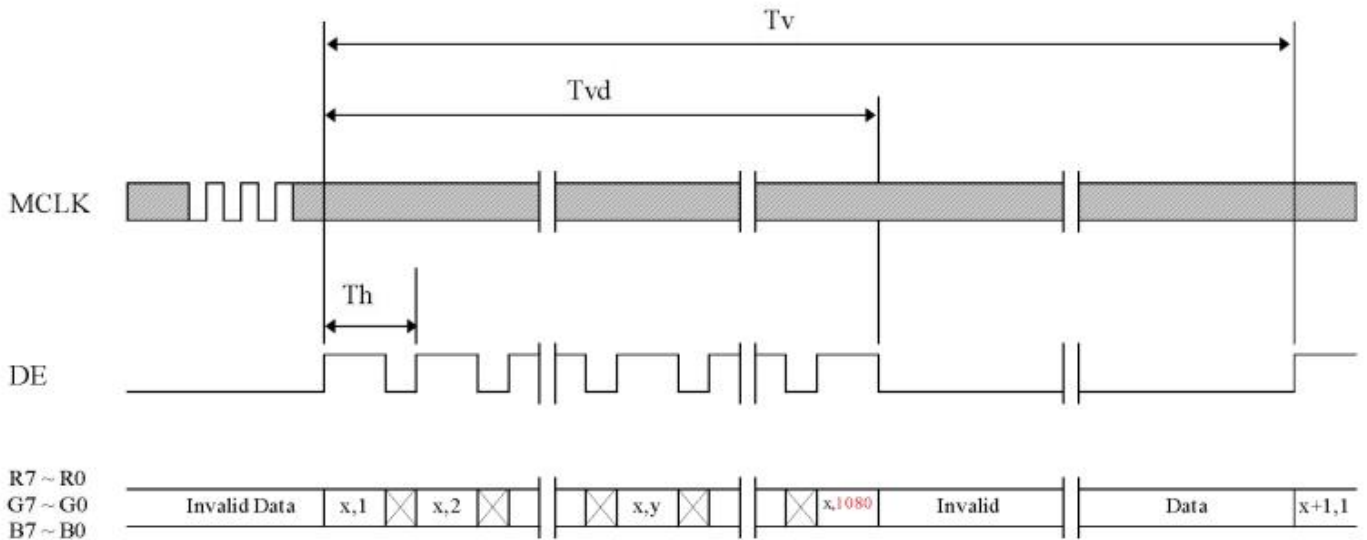 Tv
Tvd
MCLK
Th
DE
R7 ~ R0
G7 ~ G0 Invalid Data x,1 x,2 x,y x,1080 Invalid Data x+1,1
B7 ~ B0